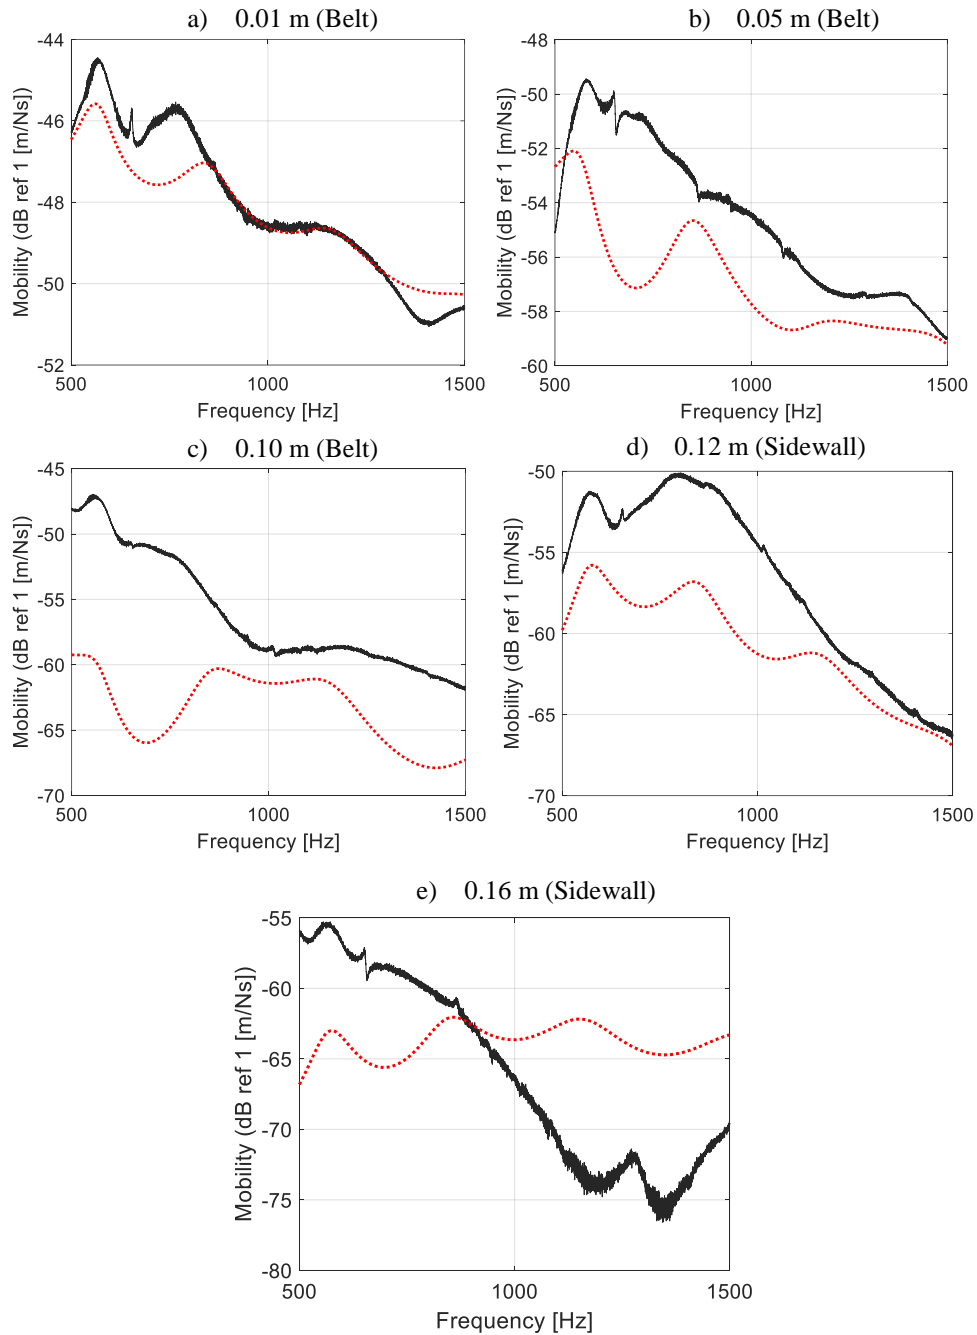 a) 0.01 m (Belt)
-44
-46
-48
-50
-52
500
1000
1500
Mobility (dB ref 1 [m/Ns])
Frequency [Hz]
b) 0.05 m (Belt)
-48
-50
-52
-54
-56
-58
-60
500
1000
1500
Mobility (dB ref 1 [m/Ns])
Frequency [Hz]
c) 0.10 m (Belt)
-45
-50
-55
-60
-65
-70
500
1000
1500
Mobility (dB ref 1 [m/Ns])
Frequency [Hz]
d) 0.12 m (Sidewall)
-50
-55
-60
-65
-70
500
1000
1500
Mobility (dB ref 1 [m/Ns])
Frequency [Hz]
e) 0.16 m (Sidewall)
-55
-60
-65
-70
-75
-80
500
1000
1500
Mobility (dB ref 1 [m/Ns])
Frequency [Hz]